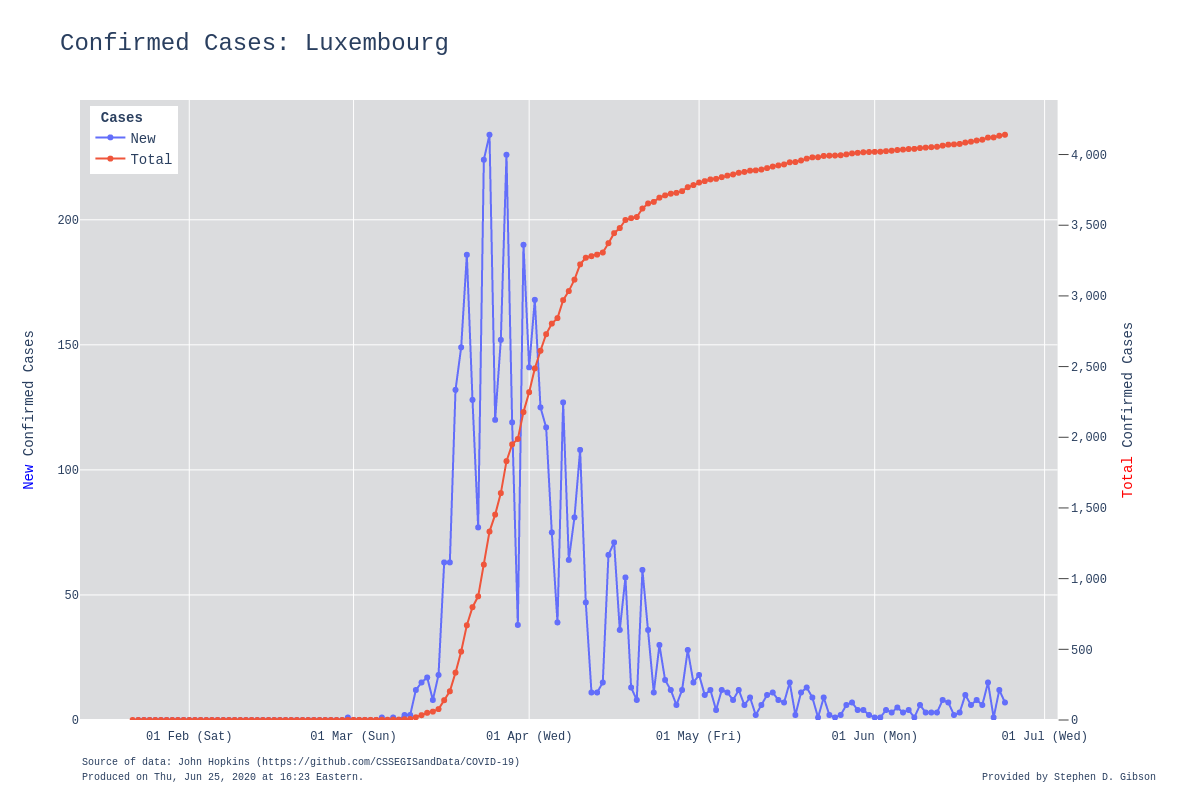 Confirmed Cases: Luxembourg
Cases
New
Total
200
150
100
50
0
4,000
3,500
3,000
2,500
2,000
1,500
1,000
500
0
New Confirmed Cases
Total Confirmed Cases
01 Feb (Sat)
01 Mar (Sun)
01 Apr (Wed)
01 May (Fri)
01 Jun (Mon)
01 Jul (Wed)
Source of data: John Hopkins (https://github.com/CSSEGISandData/COVID-19)
Produced on Thu, Jun 25, 2020 at 16:23 Eastern.
Provided by Stephen D. Gibson